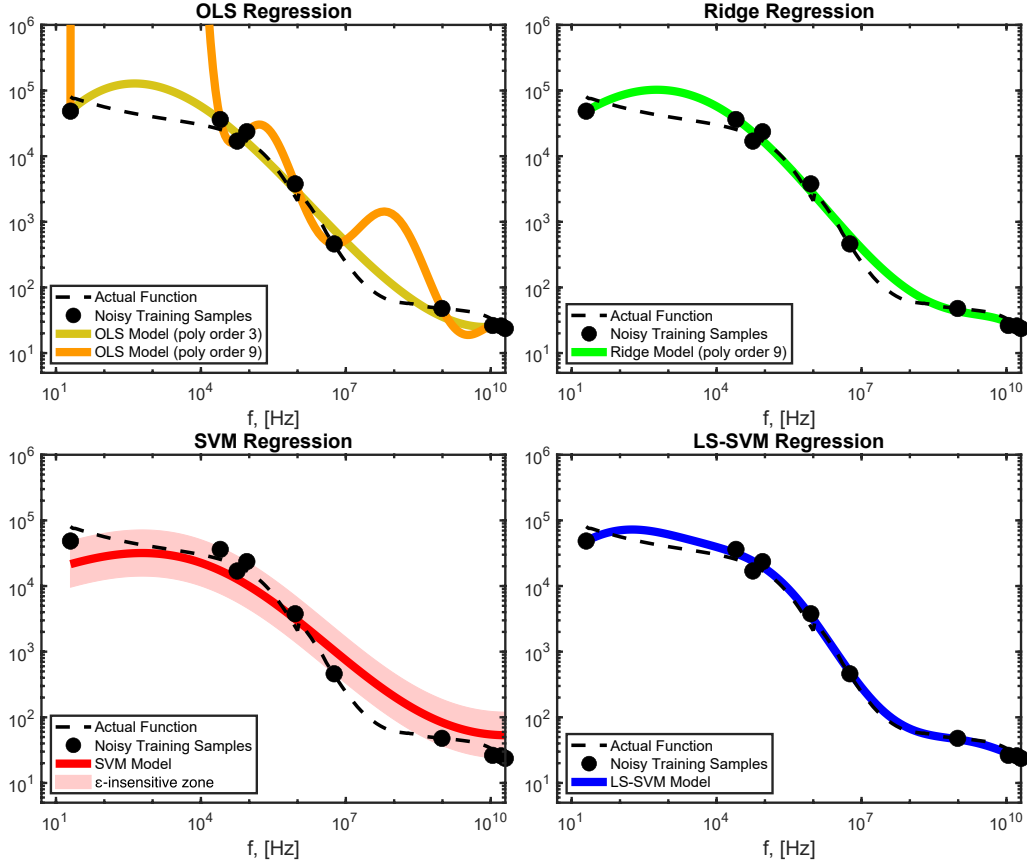 OLS Regression
10^6
10^5
10^4
10^3
10^2
10^1
Actual Function
Noisy Training Samples
OLS Model (poly order 3)
OLS Model (poly order 9)
10^1 10^4 10^7 10^10
f, [Hz]
Ridge Regression
10^6
10^5
10^4
10^3
10^2
10^1
Actual Function
Noisy Training Samples
Ridge Model (poly order 9)
10^1 10^4 10^7 10^10
f, [Hz]
SVM Regression
10^6
10^5
10^4
10^3
10^2
10^1
Actual Function
Noisy Training Samples
SVM Model
ε-insensitive zone
10^1 10^4 10^7 10^10
f, [Hz]
LS-SVM Regression
10^6
10^5
10^4
10^3
10^2
10^1
Actual Function
Noisy Training Samples
LS-SVM Model
10^1 10^4 10^7 10^10
f, [Hz]